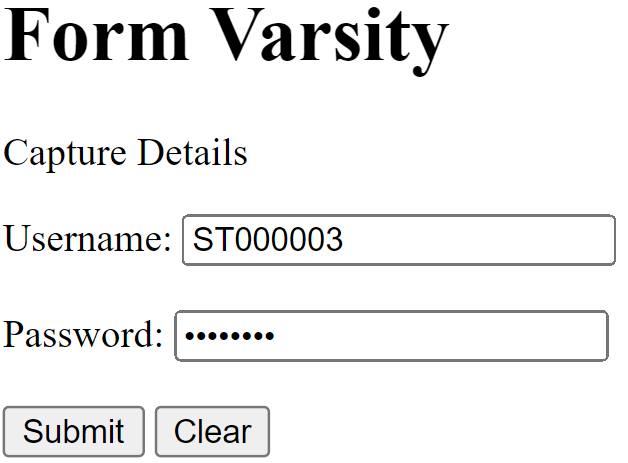 Form Varsity
Capture Details
Username: ST000003
Password: ••••••••
Submit Clear